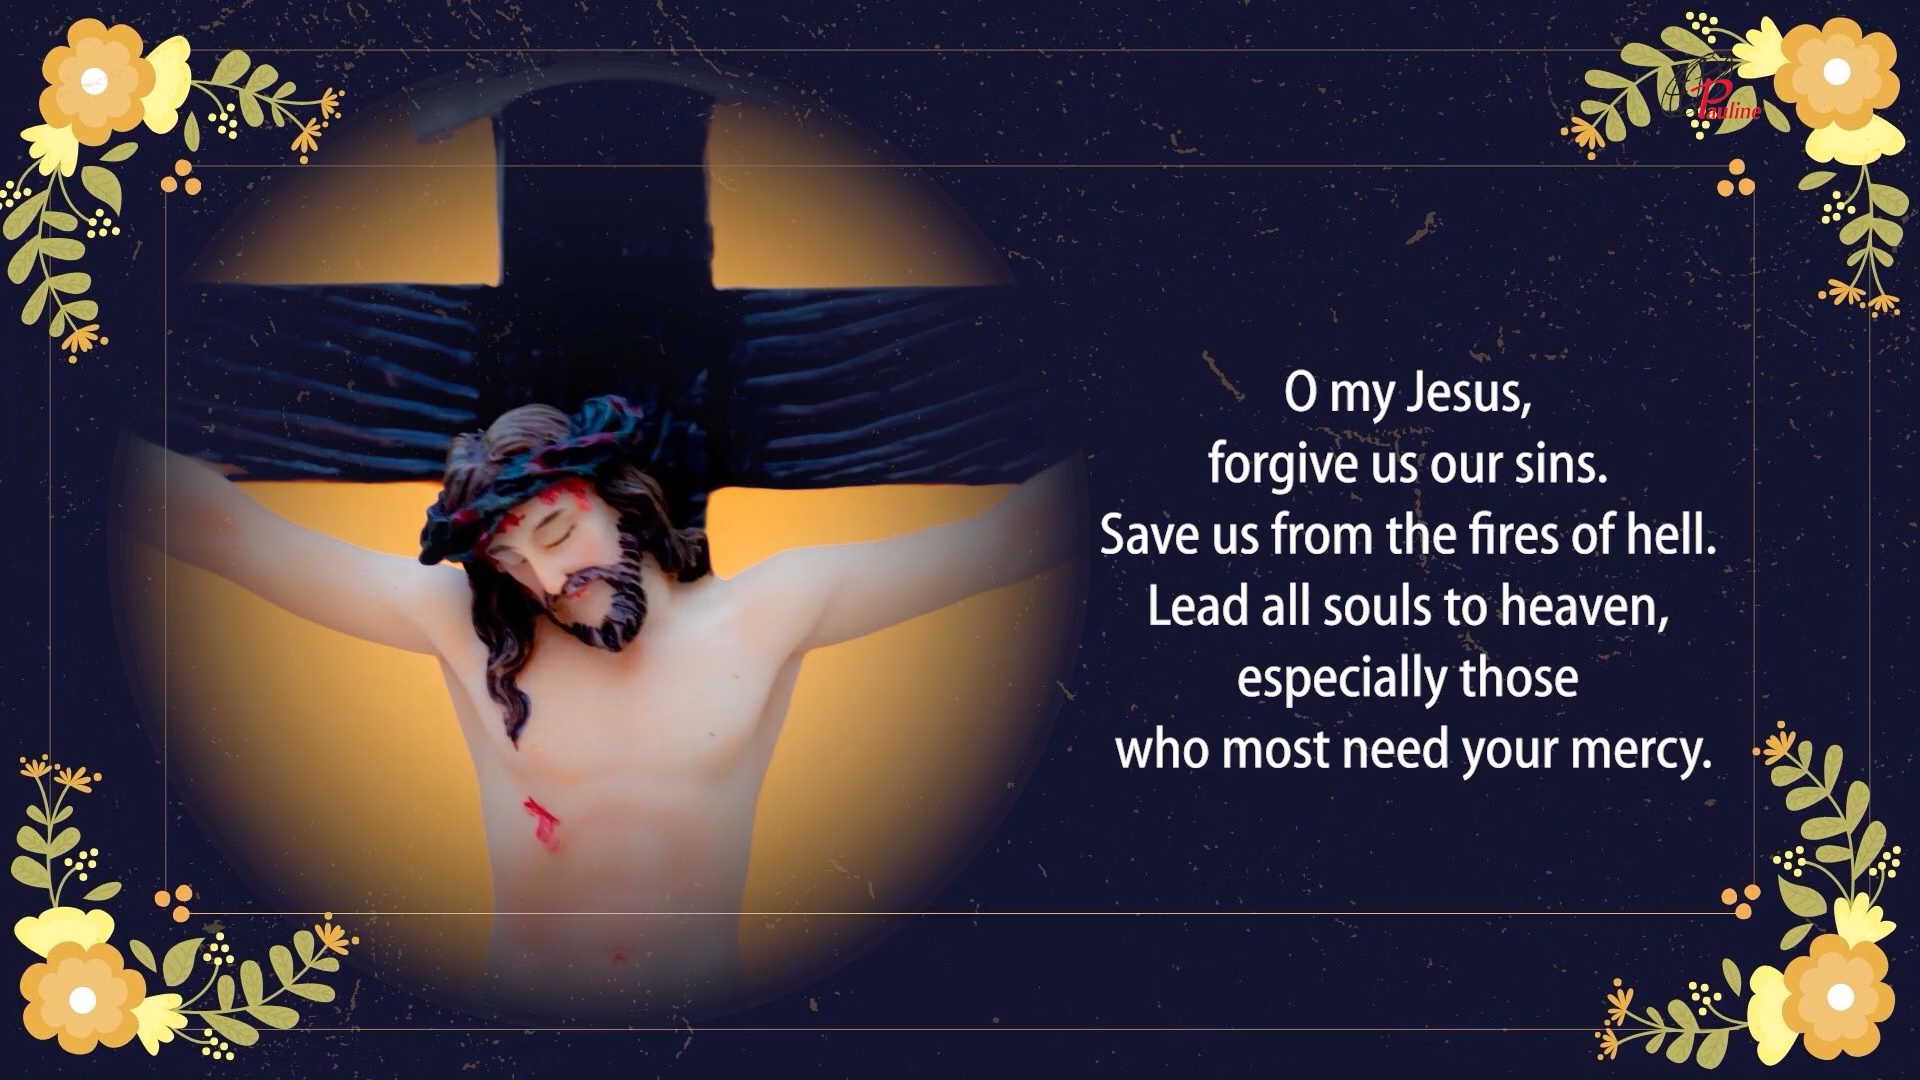 Pauline
O my Jesus,
forgive us our sins.
Save us from the fires of hell.
Lead all souls to heaven,
especially those
who most need your mercy.